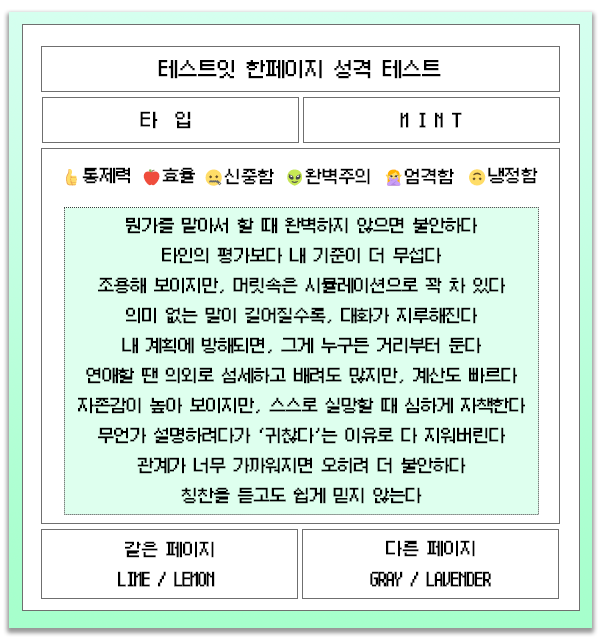 테스트잇 한페이지 성격 테스트
타 입
M I N T
👍통제력 🍎효율 🤐신중함 👽완벽주의 🙅‍♀️엄격함 🙃냉정함
뭔가를 맡아서 할 때 완벽하지 않으면 불안하다
타인의 평가보다 내 기준이 더 무섭다
조용해 보이지만, 머릿속은 시뮬레이션으로 꽉 차 있다
의미 없는 말이 길어질수록, 대화가 지루해진다
내 계획에 방해되면, 그게 누구든 거리부터 둔다
연애할 땐 의외로 섬세하고 배려도 많지만, 계산도 빠르다
자존감이 높아 보이지만, 스스로 실망할 때 심하게 자책한다
무언가 설명하려다가 ‘귀찮다’는 이유로 다 지워버린다
관계가 너무 가까워지면 오히려 더 불안하다
칭찬을 듣고도 쉽게 믿지 않는다
같은 페이지
LIME / LEMON
다른 페이지
GRAY / LAVENDER